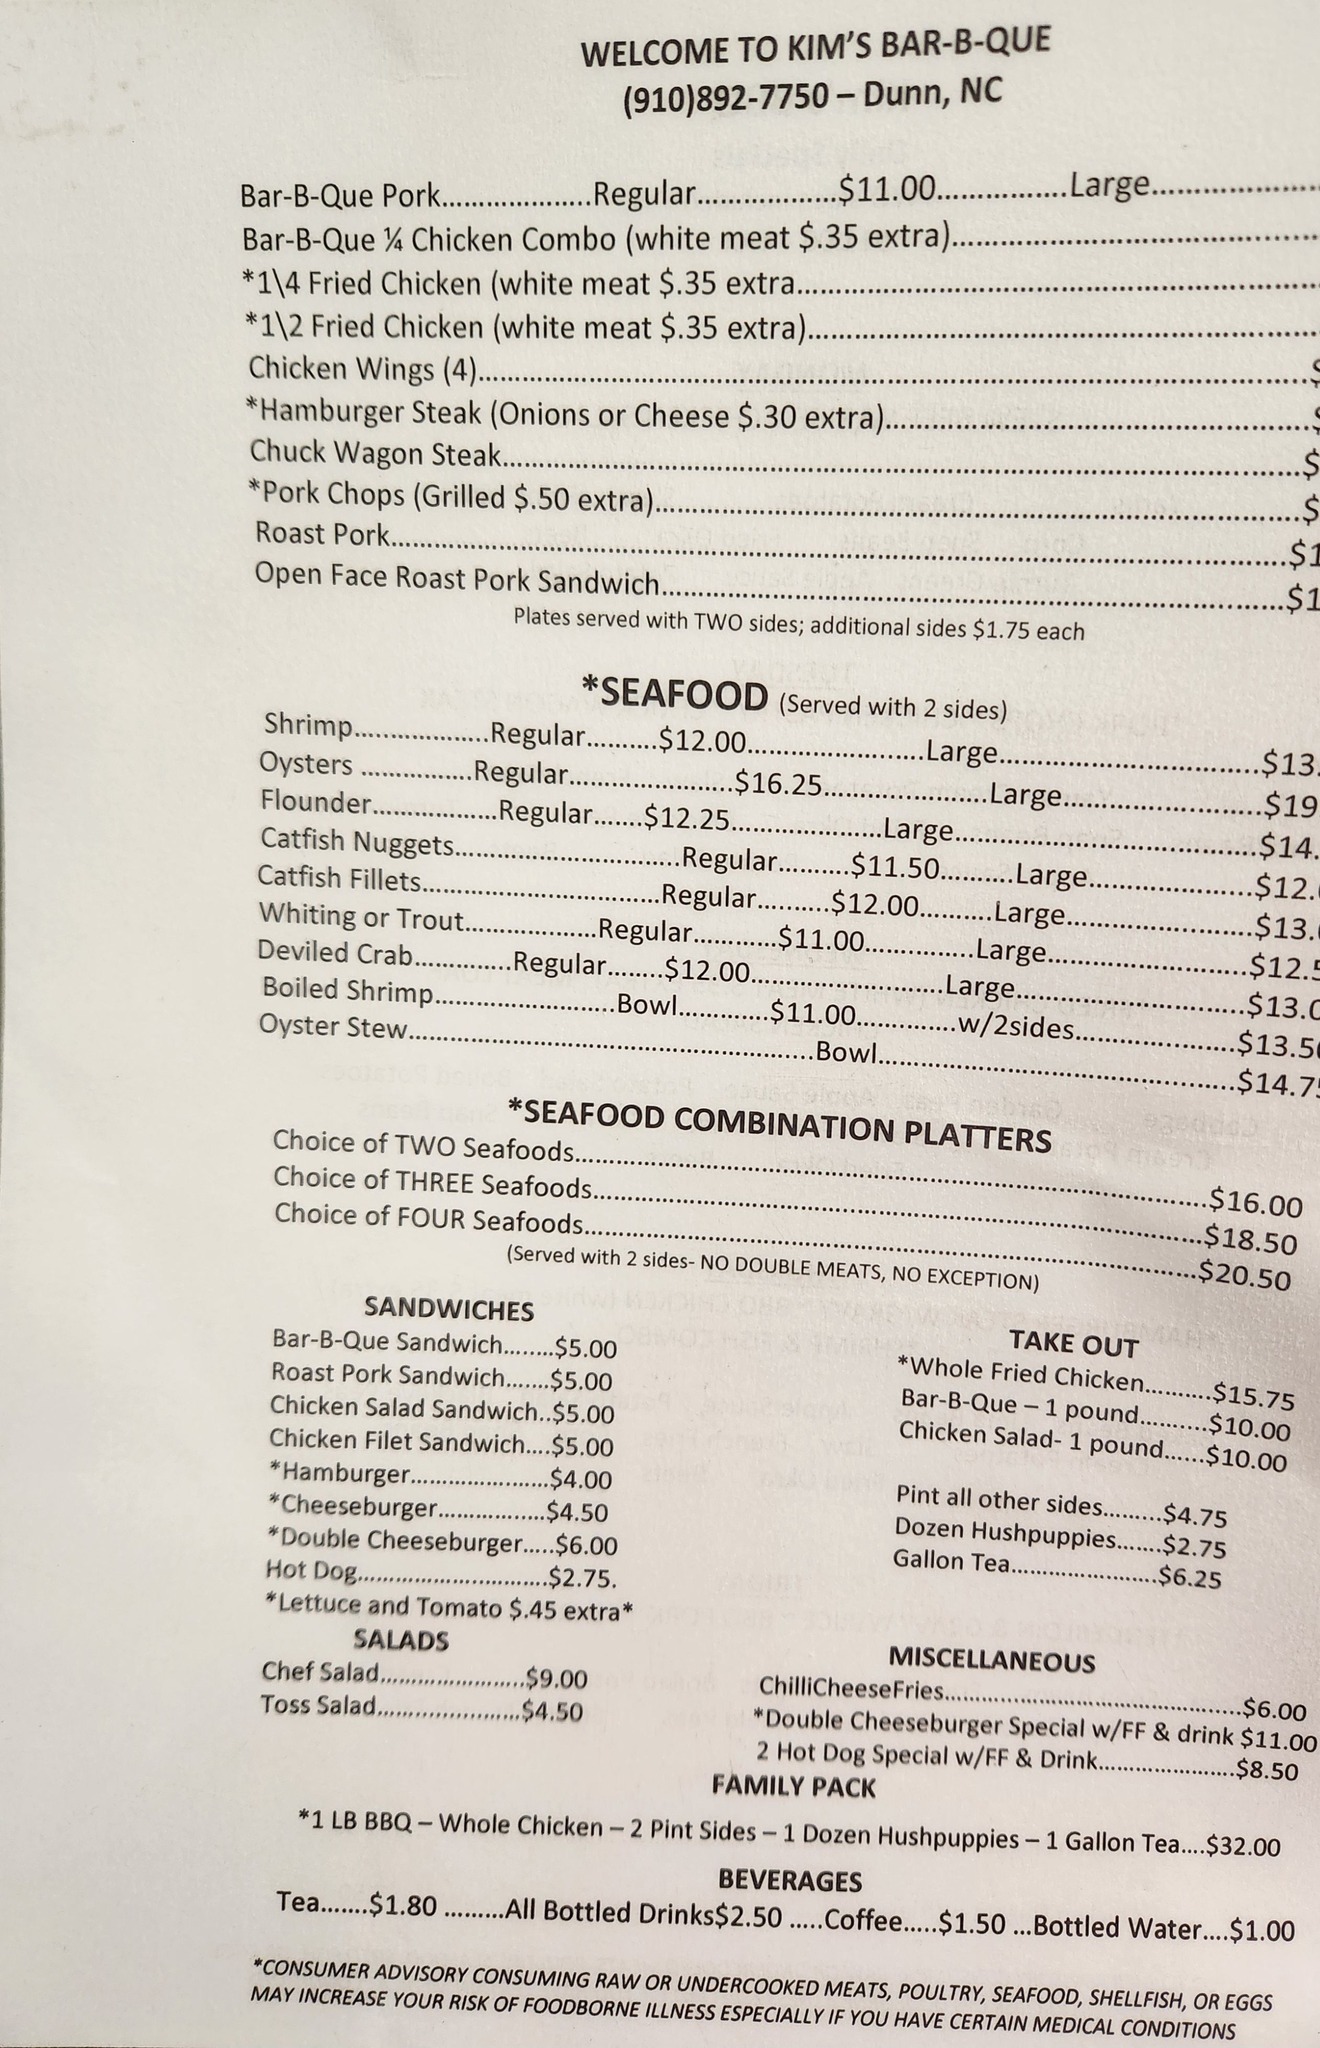 WELCOME TO KIM'S BAR-B-QUE
(910)892-7750 – Dunn, NC
Bar-B-Que Pork....................Regular...................$11.00.................Large......................
Bar-B-Que ¼ Chicken Combo (white meat $.35 extra)......................
*1\4 Fried Chicken (white meat $.35 extra......................
*1\2 Fried Chicken (white meat $.35 extra)......................
Chicken Wings (4)......................$
*Hamburger Steak (Onions or Cheese $.30 extra)......................$
Chuck Wagon Steak......................$
*Pork Chops (Grilled $.50 extra)......................$
Roast Pork......................$1
Open Face Roast Pork Sandwich......................$1
Plates served with TWO sides; additional sides $1.75 each
*SEAFOOD (Served with 2 sides)
Shrimp...................Regular..........$12.00.........................Large......................$13.
Oysters ................Regular.......................$16.25.......................Large......................$19
Flounder..................Regular.......$12.25.....................Large......................$14.
Catfish Nuggets...............................Regular..........$11.50..........Large......................$12.
Catfish Fillets.................................Regular..........$12.00..........Large......................$13.
Whiting or Trout..................Regular...........$11.00...............Large......................$12.5
Deviled Crab.............Regular.......$12.00...........................Large......................$13.0
Boiled Shrimp.........................Bowl............$11.00.............w/2sides......................$13.5
Oyster Stew......................Bowl......................$14.75
*SEAFOOD COMBINATION PLATTERS
Choice of TWO Seafoods......................$16.00
Choice of THREE Seafoods......................$18.50
Choice of FOUR Seafoods......................$20.50
(Served with 2 sides- NO DOUBLE MEATS, NO EXCEPTION)
SANDWICHES
Bar-B-Que Sandwich........$5.00
Roast Pork Sandwich.......$5.00
Chicken Salad Sandwich..$5.00
Chicken Filet Sandwich....$5.00
*Hamburger....................$4.00
*Cheeseburger.................$4.50
*Double Cheeseburger.....$6.00
Hot Dog............................$2.75.
*Lettuce and Tomato $.45 extra*
SALADS
Chef Salad.....................$9.00
Toss Salad.....................$4.50
TAKE OUT
*Whole Fried Chicken..........$15.75
Bar-B-Que – 1 pound..........$10.00
Chicken Salad- 1 pound......$10.00
Pint all other sides.........$4.75
Dozen Hushpuppies.......$2.75
Gallon Tea......................$6.25
MISCELLANEOUS
ChilliCheeseFries......................$6.00
*Double Cheeseburger Special w/FF & drink $11.00
2 Hot Dog Special w/FF & Drink.....................$8.50
FAMILY PACK
*1 LB BBQ – Whole Chicken – 2 Pint Sides – 1 Dozen Hushpuppies – 1 Gallon Tea....$32.00
BEVERAGES
Tea.......$1.80 .........All Bottled Drinks$2.50 .....Coffee.....$1.50 ...Bottled Water....$1.00
*CONSUMER ADVISORY CONSUMING RAW OR UNDERCOOKED MEATS, POULTRY, SEAFOOD, SHELLFISH, OR EGGS
MAY INCREASE YOUR RISK OF FOODBORNE ILLNESS ESPECIALLY IF YOU HAVE CERTAIN MEDICAL CONDITIONS